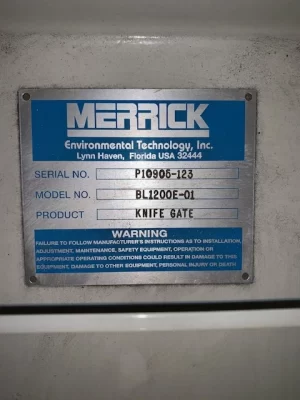 MERRICK
Environmental Technology, Inc.
Lynn Haven, Florida USA 32444
SERIAL NO. P10905-123
MODEL NO. BL1200E-01
PRODUCT KNIFE GATE
WARNING
FAILURE TO FOLLOW MANUFACTURER'S INSTRUCTIONS AS TO INSTALLATION,
ADJUSTMENT, MAINTENANCE, SAFETY EQUIPMENT, OPERATION OR
APPROPRIATE OPERATING CONDITIONS COULD RESULT IN DAMAGE TO THIS
EQUIPMENT, DAMAGE TO OTHER EQUIPMENT, PERSONAL INJURY OR DEATH